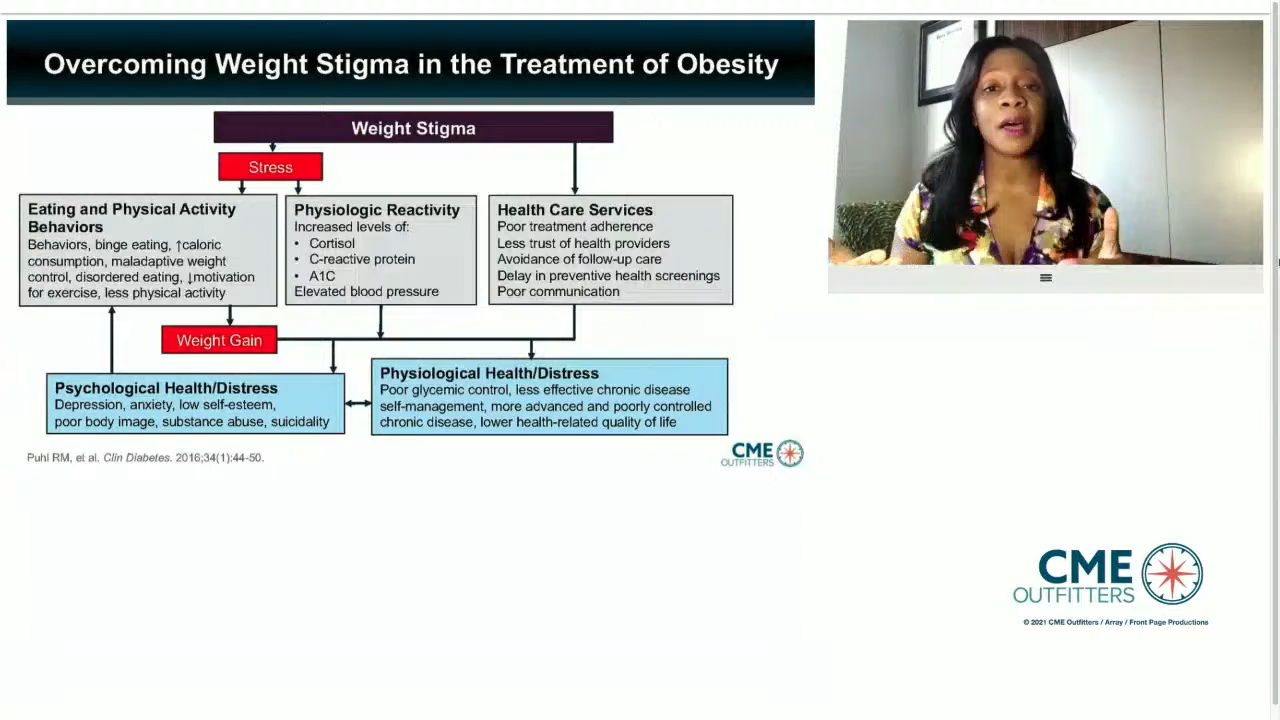 Overcoming Weight Stigma in the Treatment of Obesity
Weight Stigma
Stress
Eating and Physical Activity
Behaviors
Behaviors, binge eating, ↑caloric
consumption, maladaptive weight
control, disordered eating, ↓motivation
for exercise, less physical activity
Physiologic Reactivity
Increased levels of:
• Cortisol
• C-reactive protein
• A1C
Elevated blood pressure
Health Care Services
Poor treatment adherence
Less trust of health providers
Avoidance of follow-up care
Delay in preventive health screenings
Poor communication
Weight Gain
Psychological Health/Distress
Depression, anxiety, low self-esteem,
poor body image, substance abuse, suicidality
Physiological Health/Distress
Poor glycemic control, less effective chronic disease
self-management, more advanced and poorly controlled
chronic disease, lower health-related quality of life
Puhl RM, et al. Clin Diabetes. 2016;34(1):44-50.
CME
OUTFITTERS
CME
OUTFITTERS
© 2021 CME Outfitters / Array / Front Page Productions